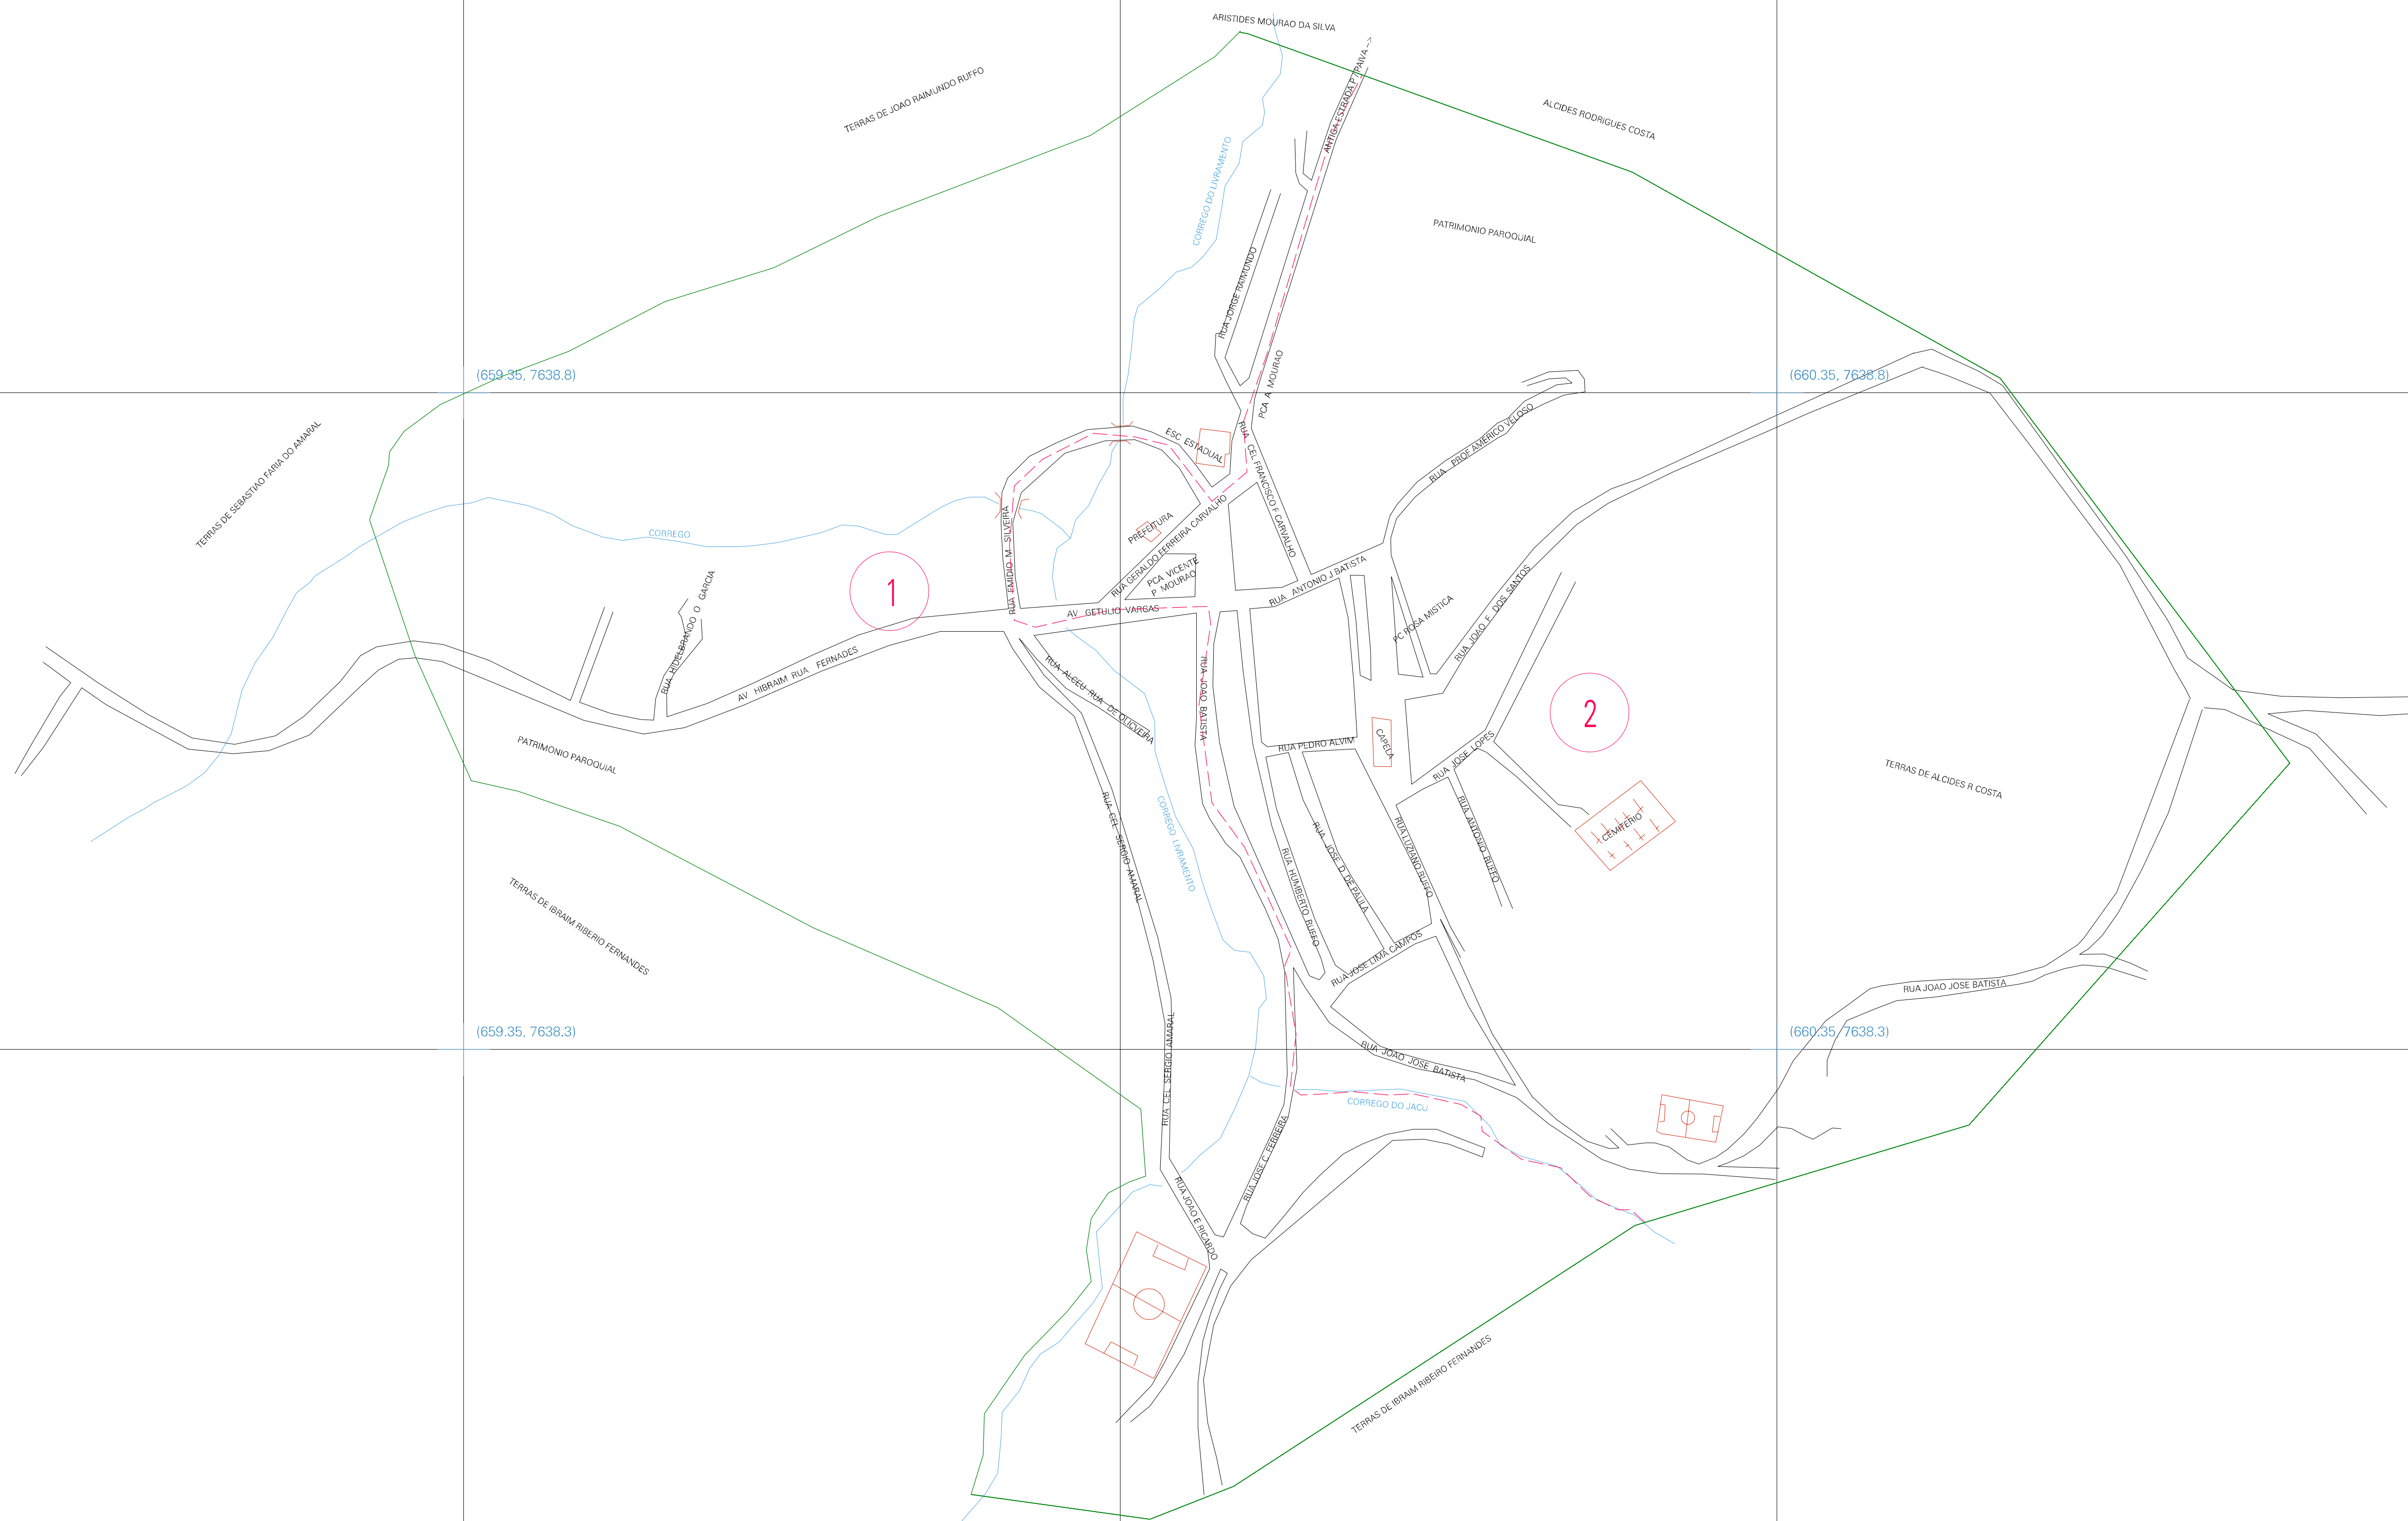 ARISTIDES MOURAO DA SILVA
ANTIGA ESTRADA P/ PAIVA -->
TERRAS DE JOAO RAIMUNDO RUFFO
ALCIDES RODRIGUES COSTA
CORREGO DO LIVRAMENTO
PATRIMONIO PAROQUIAL
RUA JORGE RAIMUNDO
PCA A MOURAO
(659.35, 7638.8)
(660.35, 7638.8)
TERRAS DE SEBASTIAO FARIA DO AMARAL
ESC ESTADUAL
RUA CEL FRANCISCO F CARVALHO
RUA PROF AMERICO VELOSO
CORREGO
RUA EMIDIO M SILVEIRA
PREFEITURA
RUA GERALDO FERREIRA CARVALHO
PCA VICENTE
P MOURAO
RUA ANTONIO J BATISTA
1
AV GETULIO VARGAS
RUA HIDELBRANDO O GARCIA
PC ROSA MISTICA
RUA JOAO F DOS SANTOS
AV HIBRAIM RUA FERNADES
RUA ALCEU RUA DE OLICVEIRA
RUA JOAO BATISTA
2
PATRIMONIO PAROQUIAL
RUA PEDRO ALVIM
CAPELA
RUA JOSE LOPES
TERRAS DE ALCIDES R COSTA
RUA CEL SERGIO AMARAL
CORREGO LIVRAMENTO
RUA HUMBERTO RUFFO
RUA JOSE D DE PAULA
RUA LUZIANO RUFFO
RUA ANTONIO RUFFO
CEMITERIO
TERRAS DE IBRAIM RIBERIO FERNANDES
RUA JOSE LIMA CAMPOS
RUA JOAO JOSE BATISTA
(659.35, 7638.3)
(660.35, 7638.3)
RUA CEL SERGIO AMARAL
RUA JOAO JOSE BATISTA
CORREGO DO JACU
RUA JOSE C FERREIRA
RUA JOAO E RICARDO
TERRAS DE IBRAIM RIBEIRO FERNANDES